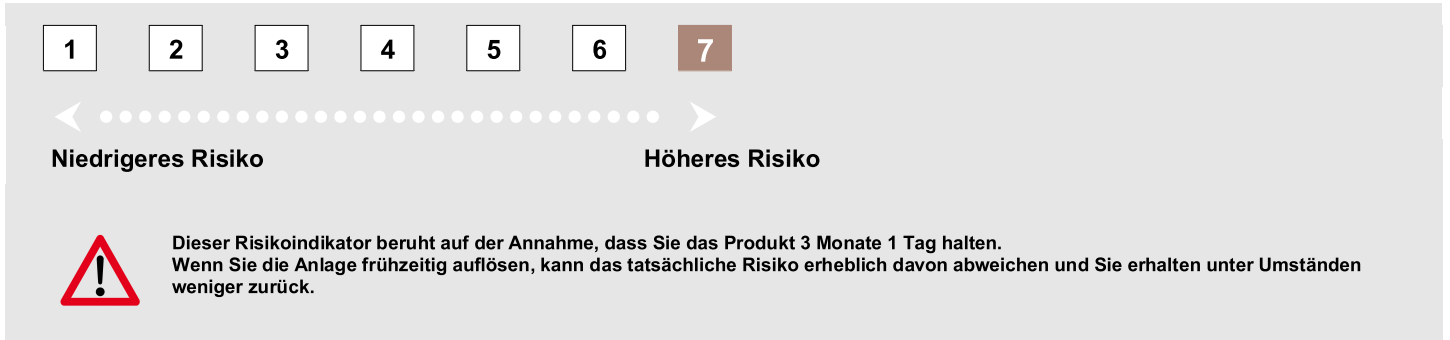 1 2 3 4 5 6 7
Niedrigeres Risiko Höheres Risiko
Dieser Risikoindikator beruht auf der Annahme, dass Sie das Produkt 3 Monate 1 Tag halten.
Wenn Sie die Anlage frühzeitig auflösen, kann das tatsächliche Risiko erheblich davon abweichen und Sie erhalten unter Umständen
weniger zurück.